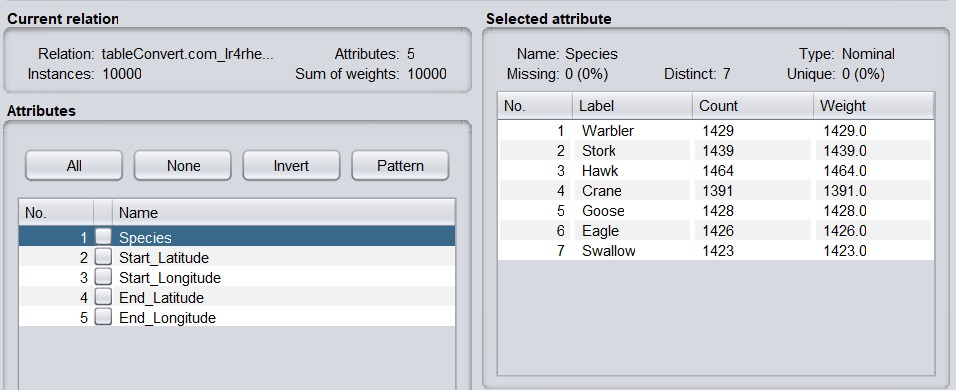 Current relation
Relation: tableConvert.com_lr4rhe... Attributes: 5
Instances: 10000 Sum of weights: 10000
Attributes
All None Invert Pattern
No. Name
1 Species
2 Start_Latitude
3 Start_Longitude
4 End_Latitude
5 End_Longitude
Selected attribute
Name: Species Type: Nominal
Missing: 0 (0%) Distinct: 7 Unique: 0 (0%)
No. Label Count Weight
1 Warbler 1429 1429.0
2 Stork 1439 1439.0
3 Hawk 1464 1464.0
4 Crane 1391 1391.0
5 Goose 1428 1428.0
6 Eagle 1426 1426.0
7 Swallow 1423 1423.0